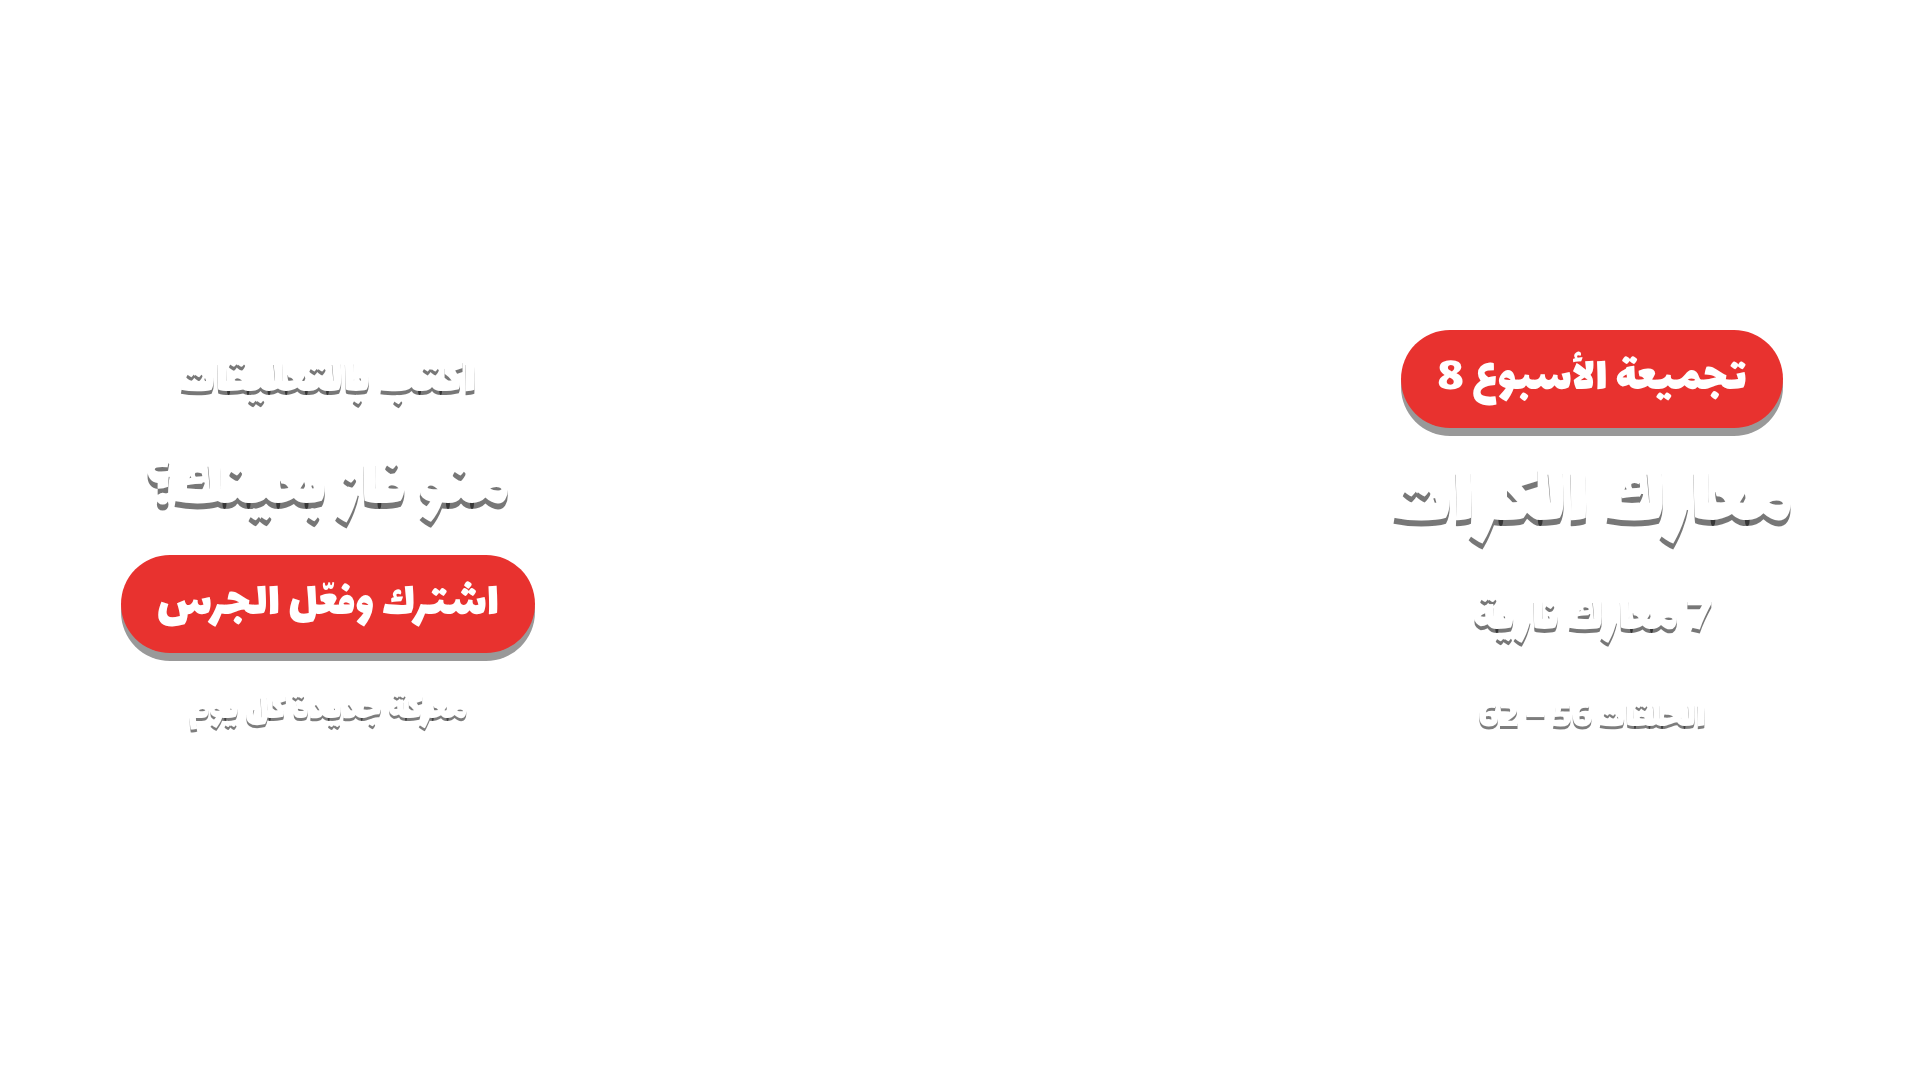 تجميعة الأسبوع 8
معارك الكرات
7 معارك نارية
الحلقات 56 – 62
اكتب بالتعليقات
منو فاز بعينك؟
اشترك وفعّل الجرس
معركة جديدة كل يوم